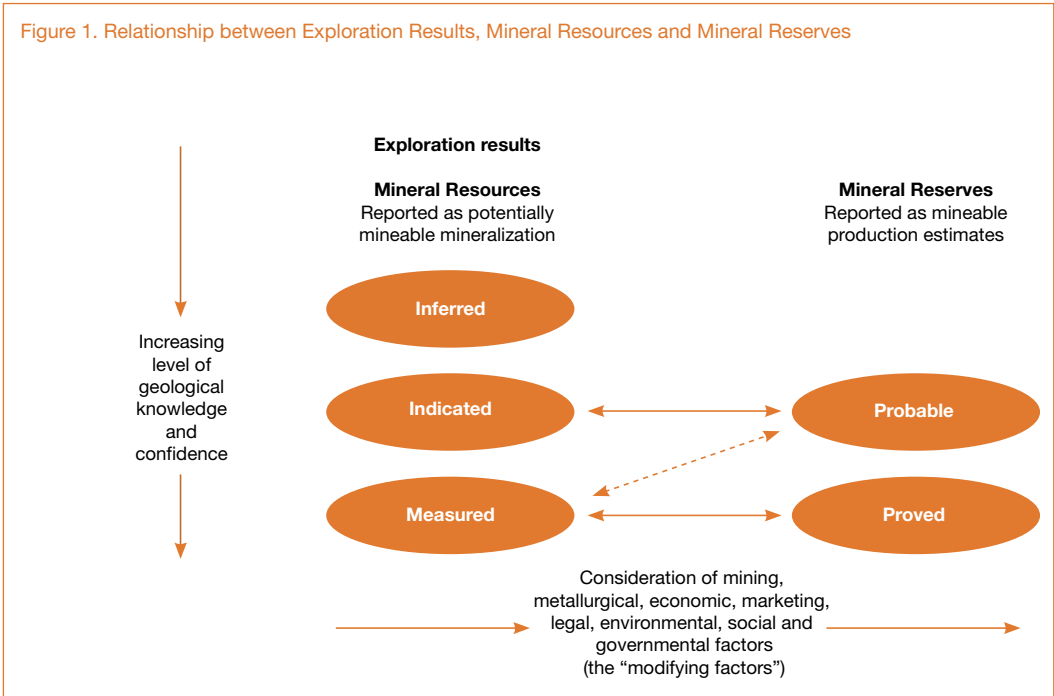 Figure 1. Relationship between Exploration Results, Mineral Resources and Mineral Reserves
Exploration results
Mineral Resources
Reported as potentially
mineable mineralization
Mineral Reserves
Reported as mineable
production estimates
Inferred
Increasing
level of
geological
knowledge
and
confidence
Indicated
Probable
Measured
Proved
Consideration of mining,
metallurgical, economic, marketing,
legal, environmental, social and
governmental factors
(the “modifying factors”)